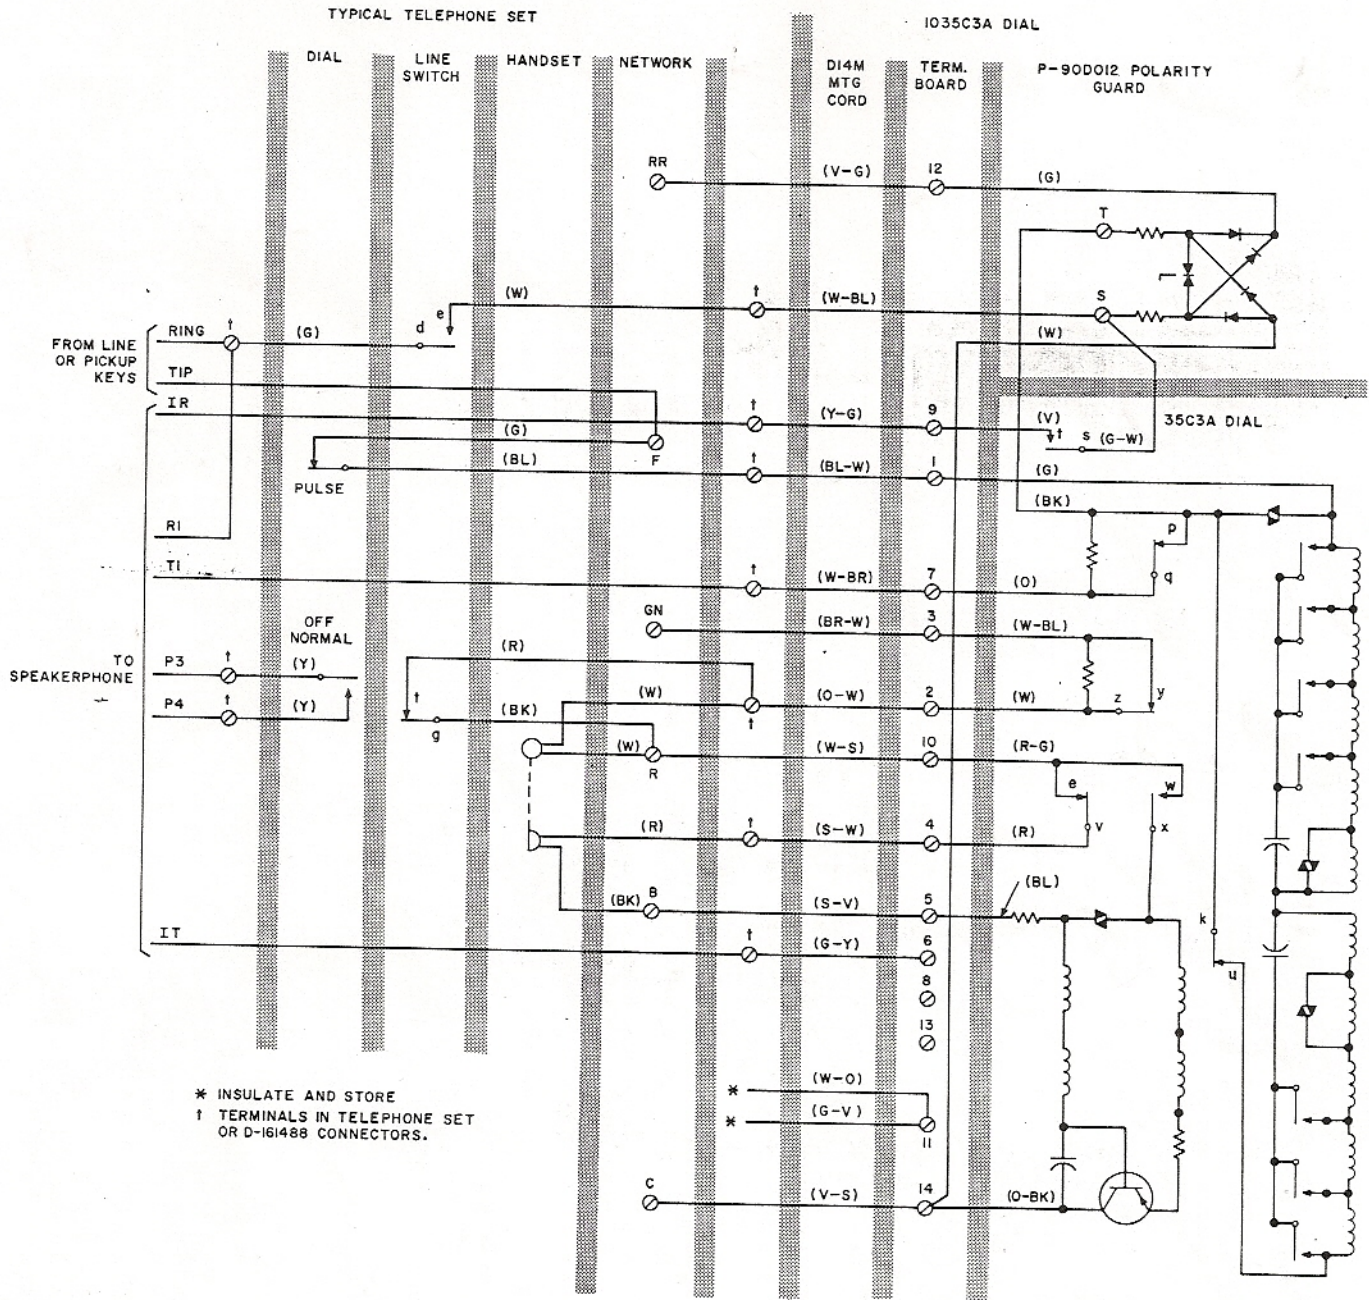 TYPICAL TELEPHONE SET
1035C3A DIAL
DIAL
LINE SWITCH
HANDSET
NETWORK
D14M MTG CORD
TERM. BOARD
P-90D012 POLARITY GUARD
RR
(V-G)
12
(G)
T
L
e
(W)
†
(W-BL)
S
(W)
FROM LINE OR PICKUP KEYS
RING
†
(G)
d
TIP
IR
†
(Y-G)
9
(V)
†
s
(G-W)
35C3A DIAL
(G)
F
(BL)
†
(BL-W)
1
(G)
PULSE
(BK)
P
q
R1
T1
†
(W-BR)
7
(O)
OFF NORMAL
GN
(BR-W)
3
(W-BL)
TO SPEAKERPHONE
P3
†
(Y)
(R)
P4
†
(Y)
†
g
(BK)
(W)
†
(O-W)
2
(W)
z
y
(W)
R
(W-S)
10
(R-G)
e
w
(R)
†
(S-W)
4
(R)
v
x
(BK)
B
(S-V)
5
(BL)
k
u
IT
†
(G-Y)
6
8
13
* INSULATE AND STORE
† TERMINALS IN TELEPHONE SET
OR D-161488 CONNECTORS.
*
(W-O)
*
(G-V)
11
C
(V-S)
14
(O-BK)